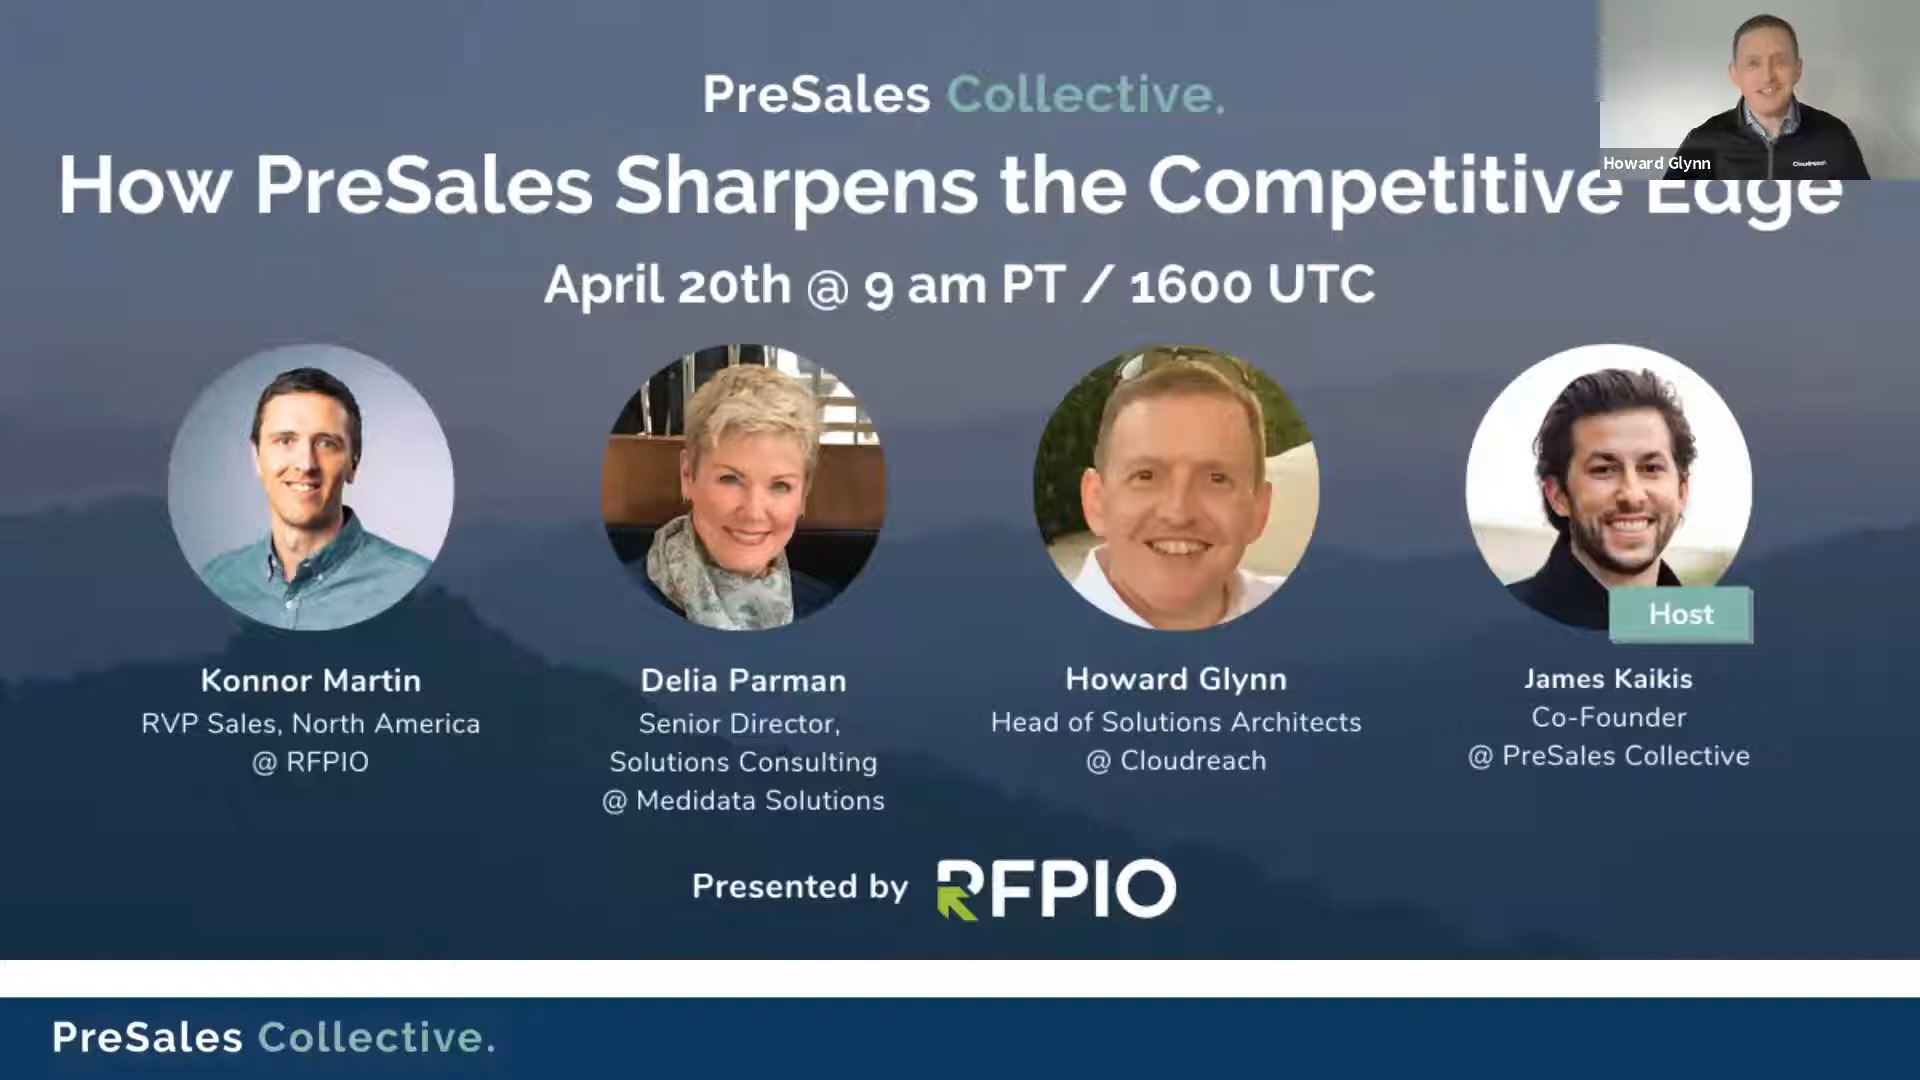 PreSales Collective.
Howard Glynn
Cloudreach
How PreSales Sharpens the Competitive Edge
April 20th @ 9 am PT / 1600 UTC
Host
Konnor Martin
RVP Sales, North America
@ RFPIO
Delia Parman
Senior Director,
Solutions Consulting
@ Medidata Solutions
Howard Glynn
Head of Solutions Architects
@ Cloudreach
James Kaikis
Co-Founder
@ PreSales Collective
Presented by RFPIO
PreSales Collective.